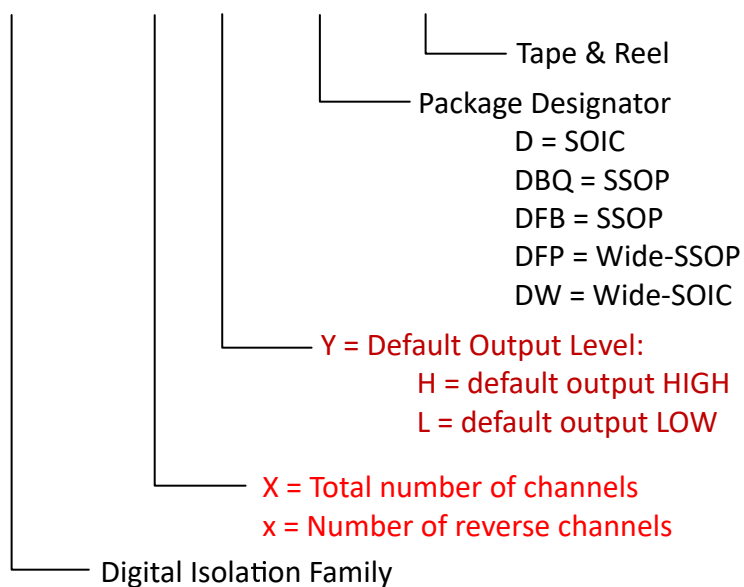 Tape & Reel
Package Designator
D = SOIC
DBQ = SSOP
DFB = SSOP
DFP = Wide-SSOP
DW = Wide-SOIC
Y = Default Output Level:
H = default output HIGH
L = default output LOW
X = Total number of channels
x = Number of reverse channels
Digital Isolation Family